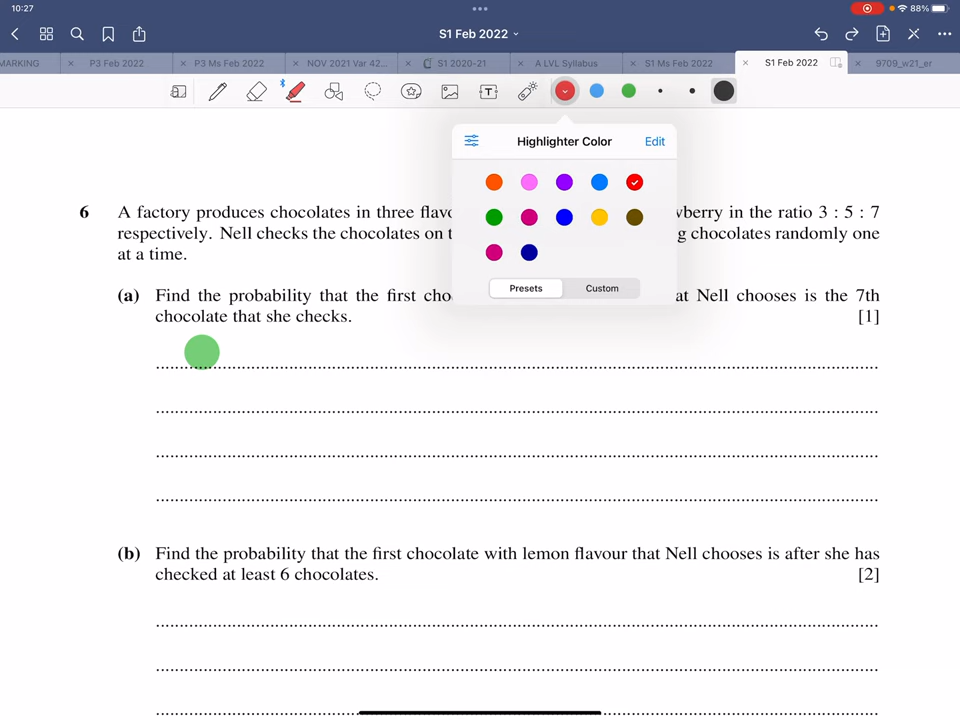 10:27
88%
S1 Feb 2022
MARKING
P3 Feb 2022
P3 Ms Feb 2022
NOV 2021 Var 42...
S1 2020-21
A LVL Syllabus
S1 Ms Feb 2022
S1 Feb 2022
9709_w21_er
T
Highlighter Color
Edit
Presets
Custom
6 A factory produces chocolates in three flavo wberry in the ratio 3 : 5 : 7
respectively. Nell checks the chocolates on t g chocolates randomly one
at a time.
(a) Find the probability that the first cho at Nell chooses is the 7th
chocolate that she checks. [1]
(b) Find the probability that the first chocolate with lemon flavour that Nell chooses is after she has
checked at least 6 chocolates. [2]